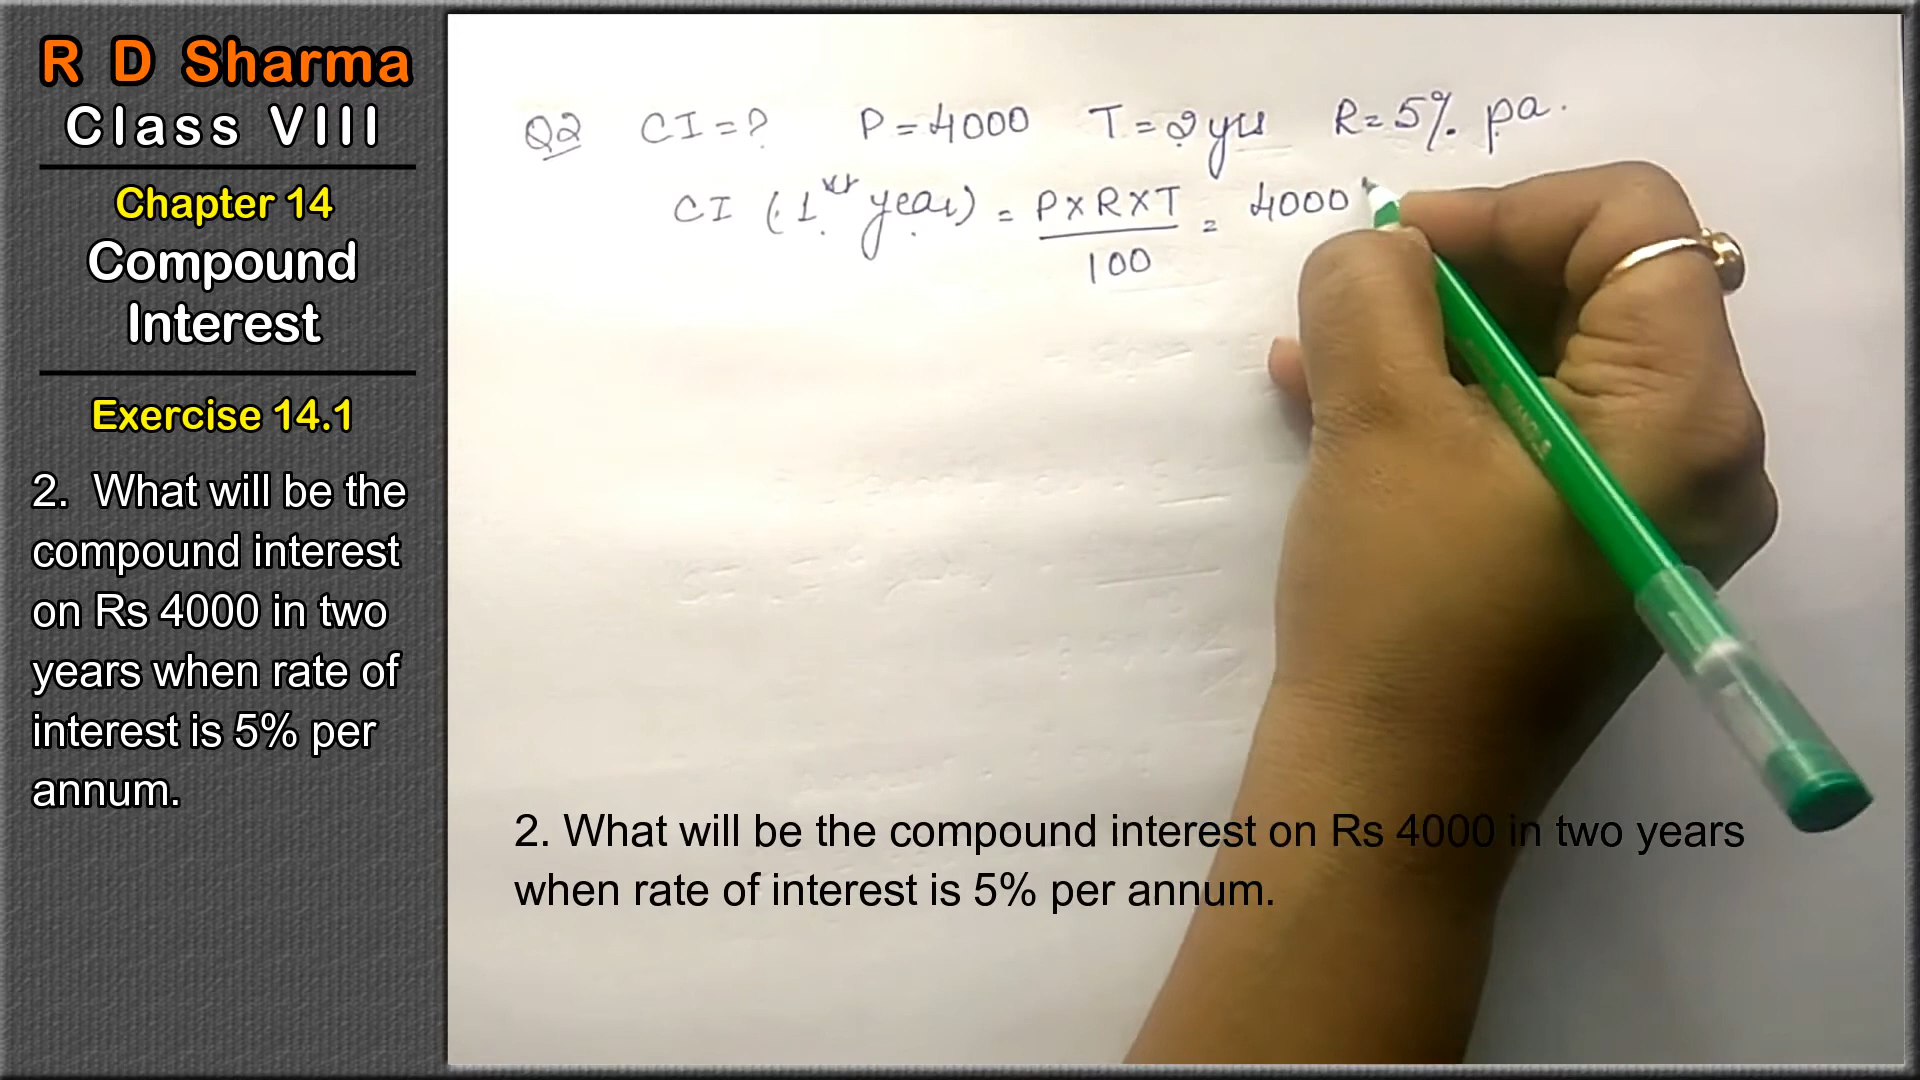 R D Sharma
Class VIII
Chapter 14
Compound
Interest
Exercise 14.1
2. What will be the
compound interest
on Rs 4000 in two
years when rate of
interest is 5% per
annum.
Q2 CI = ? P = 4000 T = 2 yrs R = 5% pa.
CI (1st year) = P x R x T = 4000
100
2. What will be the compound interest on Rs 4000 in two years
when rate of interest is 5% per annum.